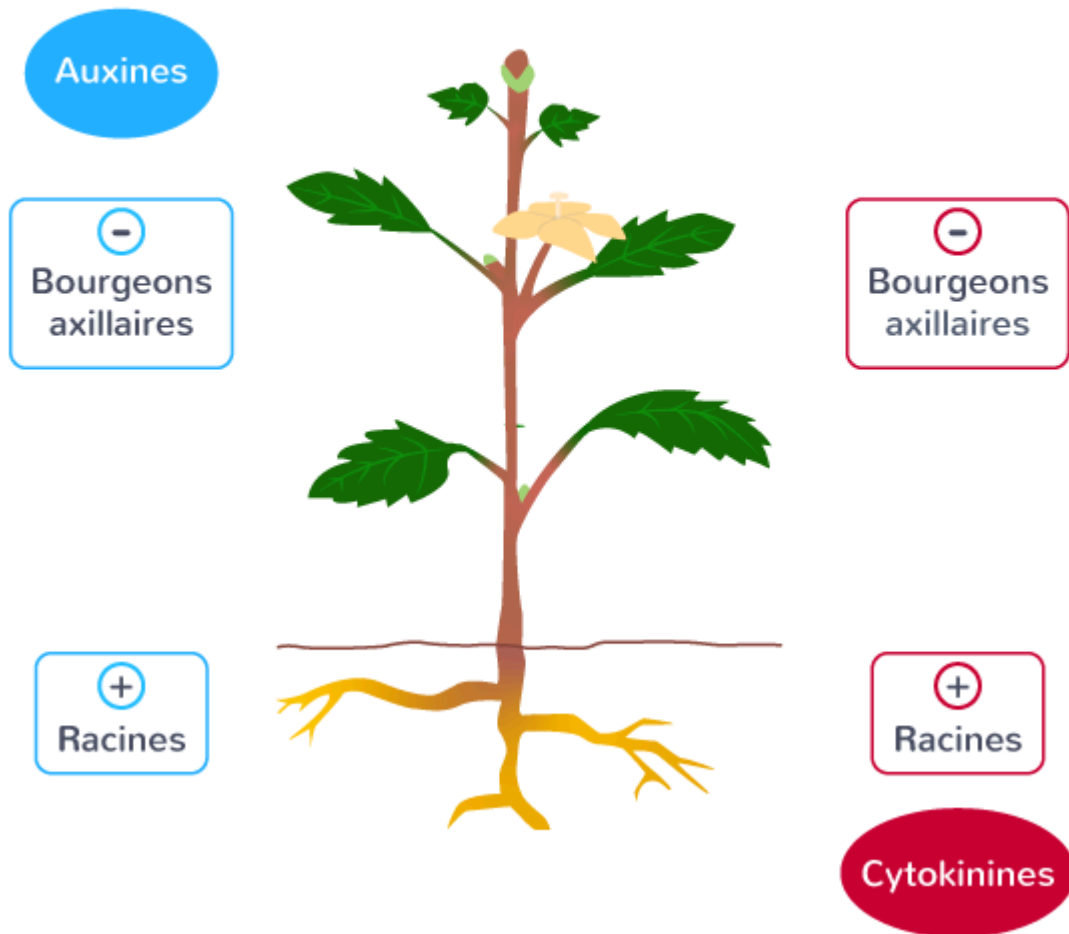 Auxines
-
Bourgeons
axillaires
-
Bourgeons
axillaires
+
Racines
+
Racines
Cytokinines